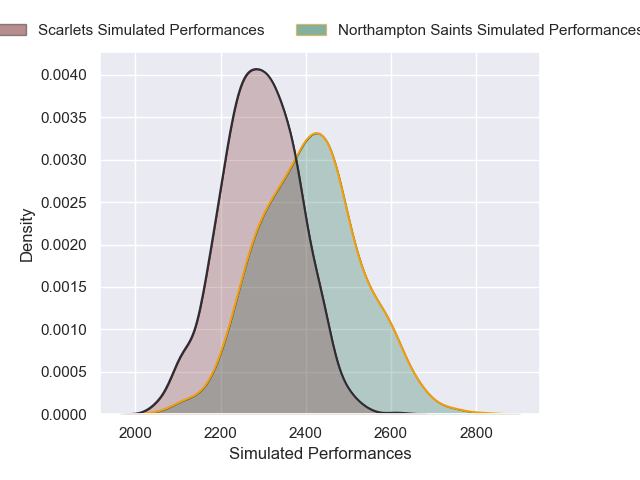 Scarlets Simulated Performances
Northampton Saints Simulated Performances
0.0040
0.0035
0.0030
0.0025
0.0020
0.0015
0.0010
0.0005
0.0000
Density
2000 2200 2400 2600 2800
Simulated Performances